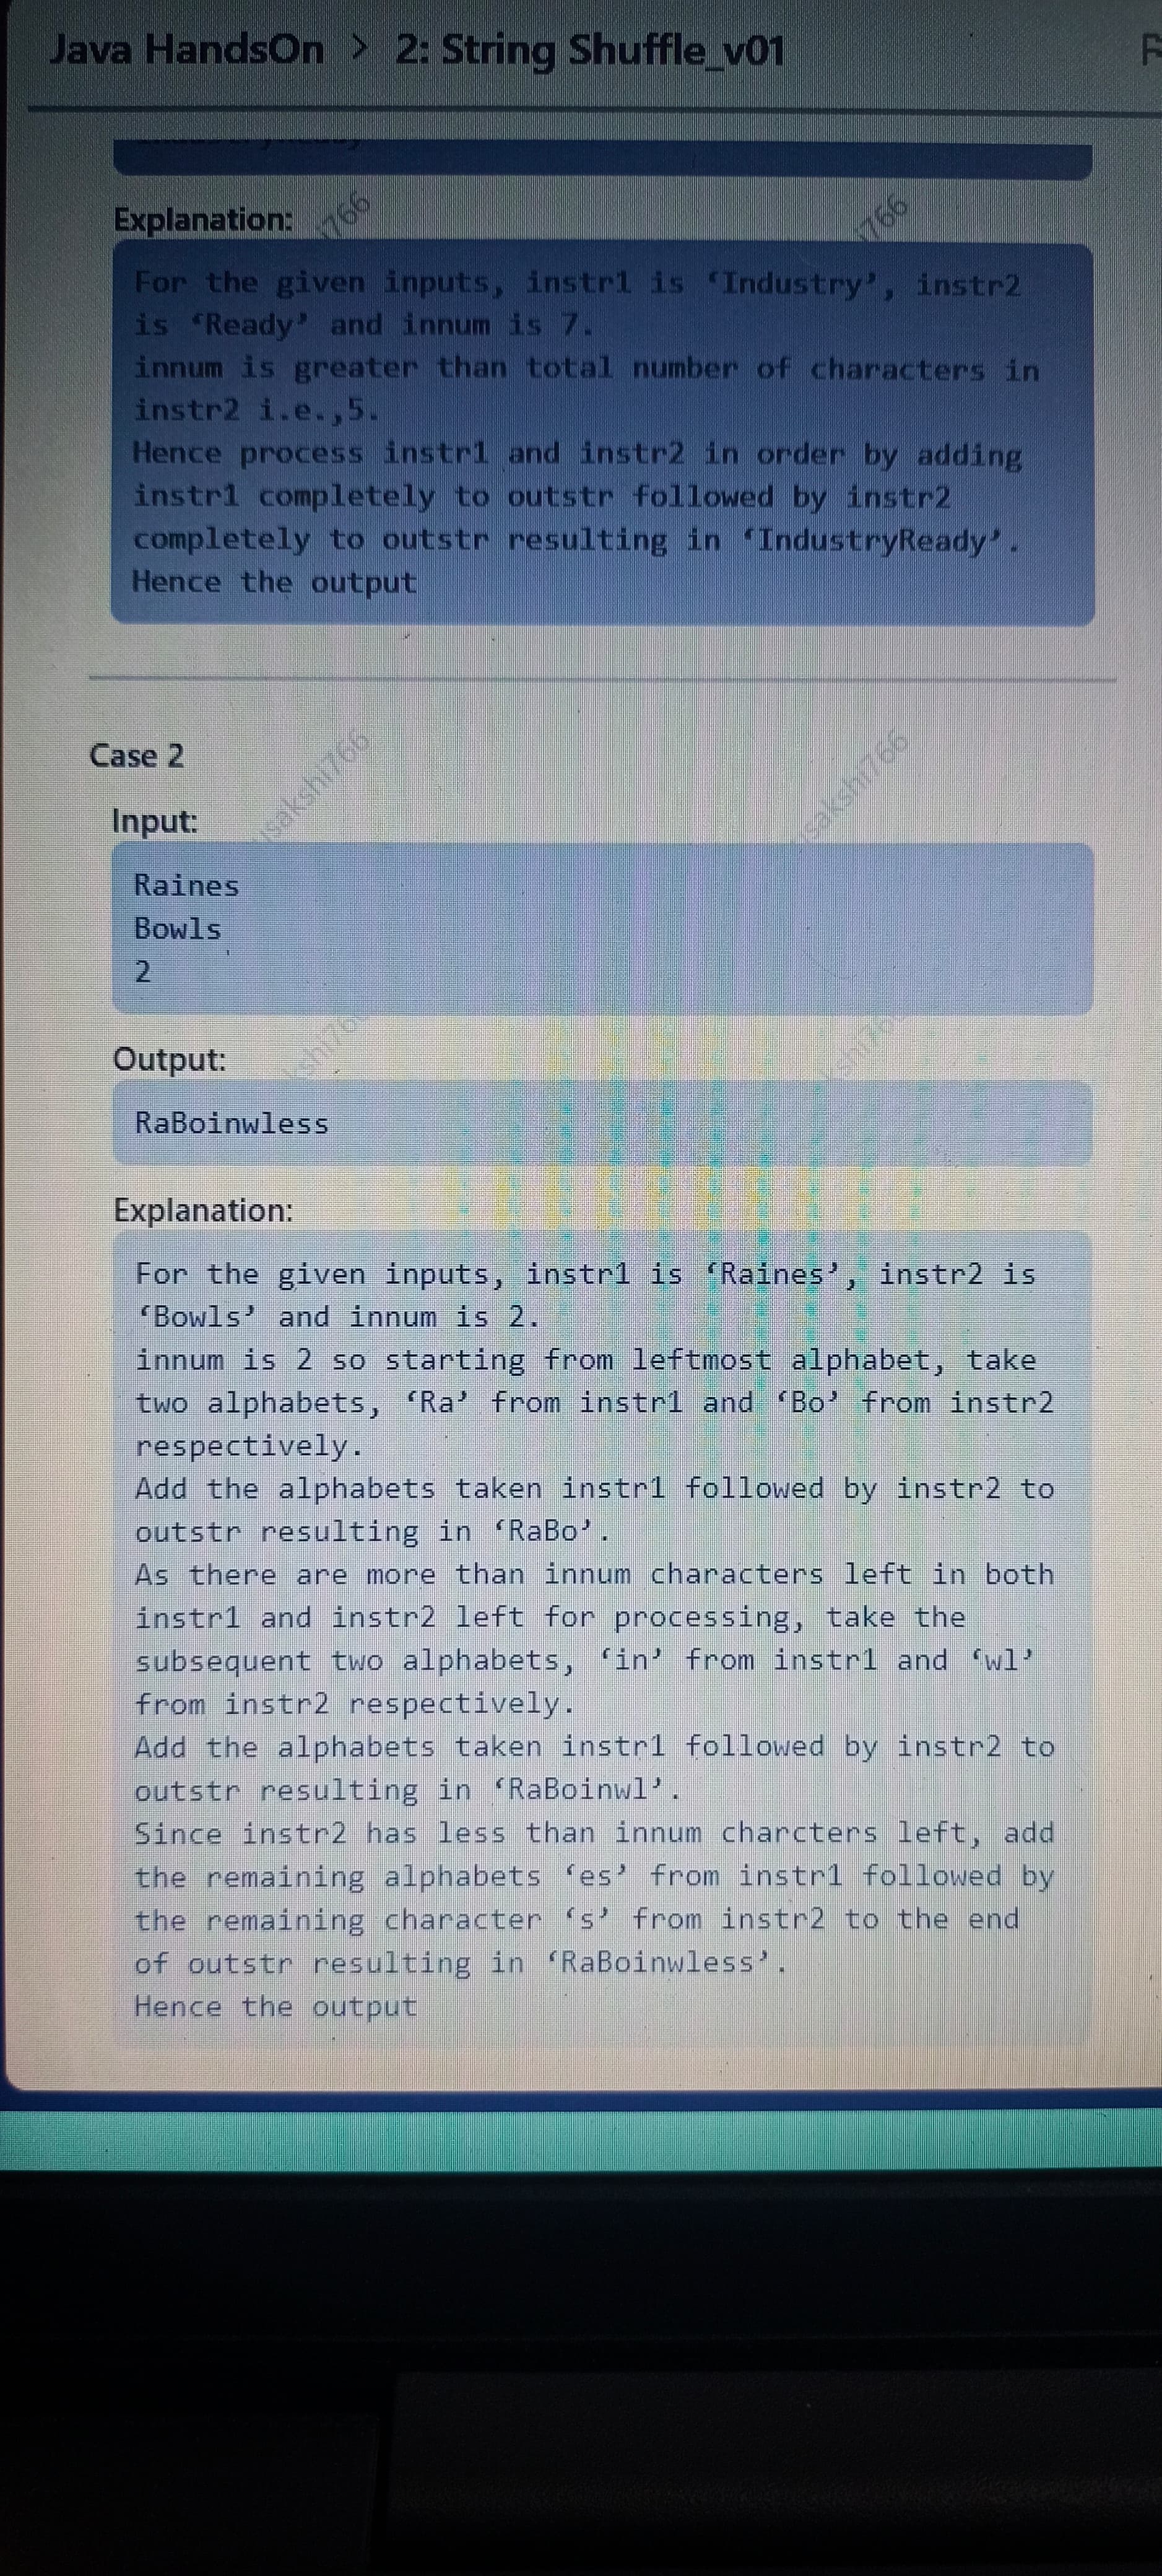 Java HandsOn > 2: String Shuffle_v01
Explanation:
i766
i766
For the given inputs, instr1 is ‘Industry’, instr2
is ‘Ready’ and innum is 7.
innum is greater than total number of characters in
instr2 i.e.,5.
Hence process instr1 and instr2 in order by adding
instr1 completely to outstr followed by instr2
completely to outstr resulting in ‘IndustryReady’.
Hence the output
Case 2
usakshi766
usakshi766
Input:
Raines
Bowls
2
Output:
RaBoinwless
Explanation:
For the given inputs, instr1 is ‘Raines’, instr2 is
‘Bowls’ and innum is 2.
innum is 2 so starting from leftmost alphabet, take
two alphabets, ‘Ra’ from instr1 and ‘Bo’ from instr2
respectively.
Add the alphabets taken instr1 followed by instr2 to
outstr resulting in ‘RaBo’.
As there are more than innum characters left in both
instr1 and instr2 left for processing, take the
subsequent two alphabets, ‘in’ from instr1 and ‘wl’
from instr2 respectively.
Add the alphabets taken instr1 followed by instr2 to
outstr resulting in ‘RaBoinwl’.
Since instr2 has less than innum charcters left, add
the remaining alphabets ‘es’ from instr1 followed by
the remaining character ‘s’ from instr2 to the end
of outstr resulting in ‘RaBoinwless’.
Hence the output